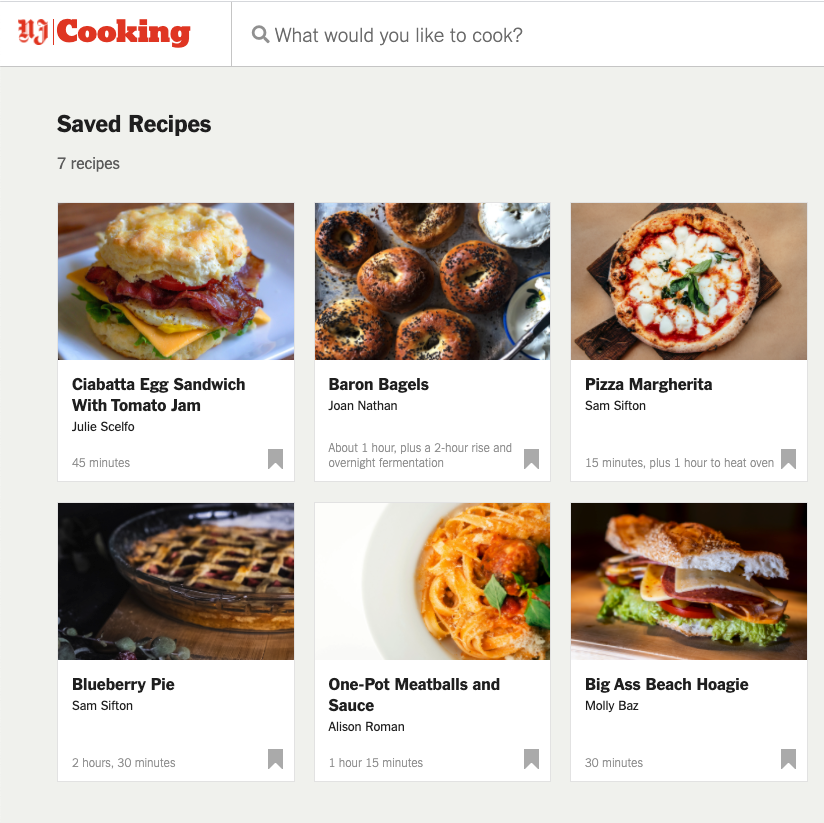 Cooking
What would you like to cook?
Saved Recipes
7 recipes
Ciabatta Egg Sandwich
With Tomato Jam
Julie Scelfo
45 minutes
Baron Bagels
Joan Nathan
About 1 hour, plus a 2-hour rise and
overnight fermentation
Pizza Margherita
Sam Sifton
15 minutes, plus 1 hour to heat oven
Blueberry Pie
Sam Sifton
2 hours, 30 minutes
One-Pot Meatballs and
Sauce
Alison Roman
1 hour 15 minutes
Big Ass Beach Hoagie
Molly Baz
30 minutes